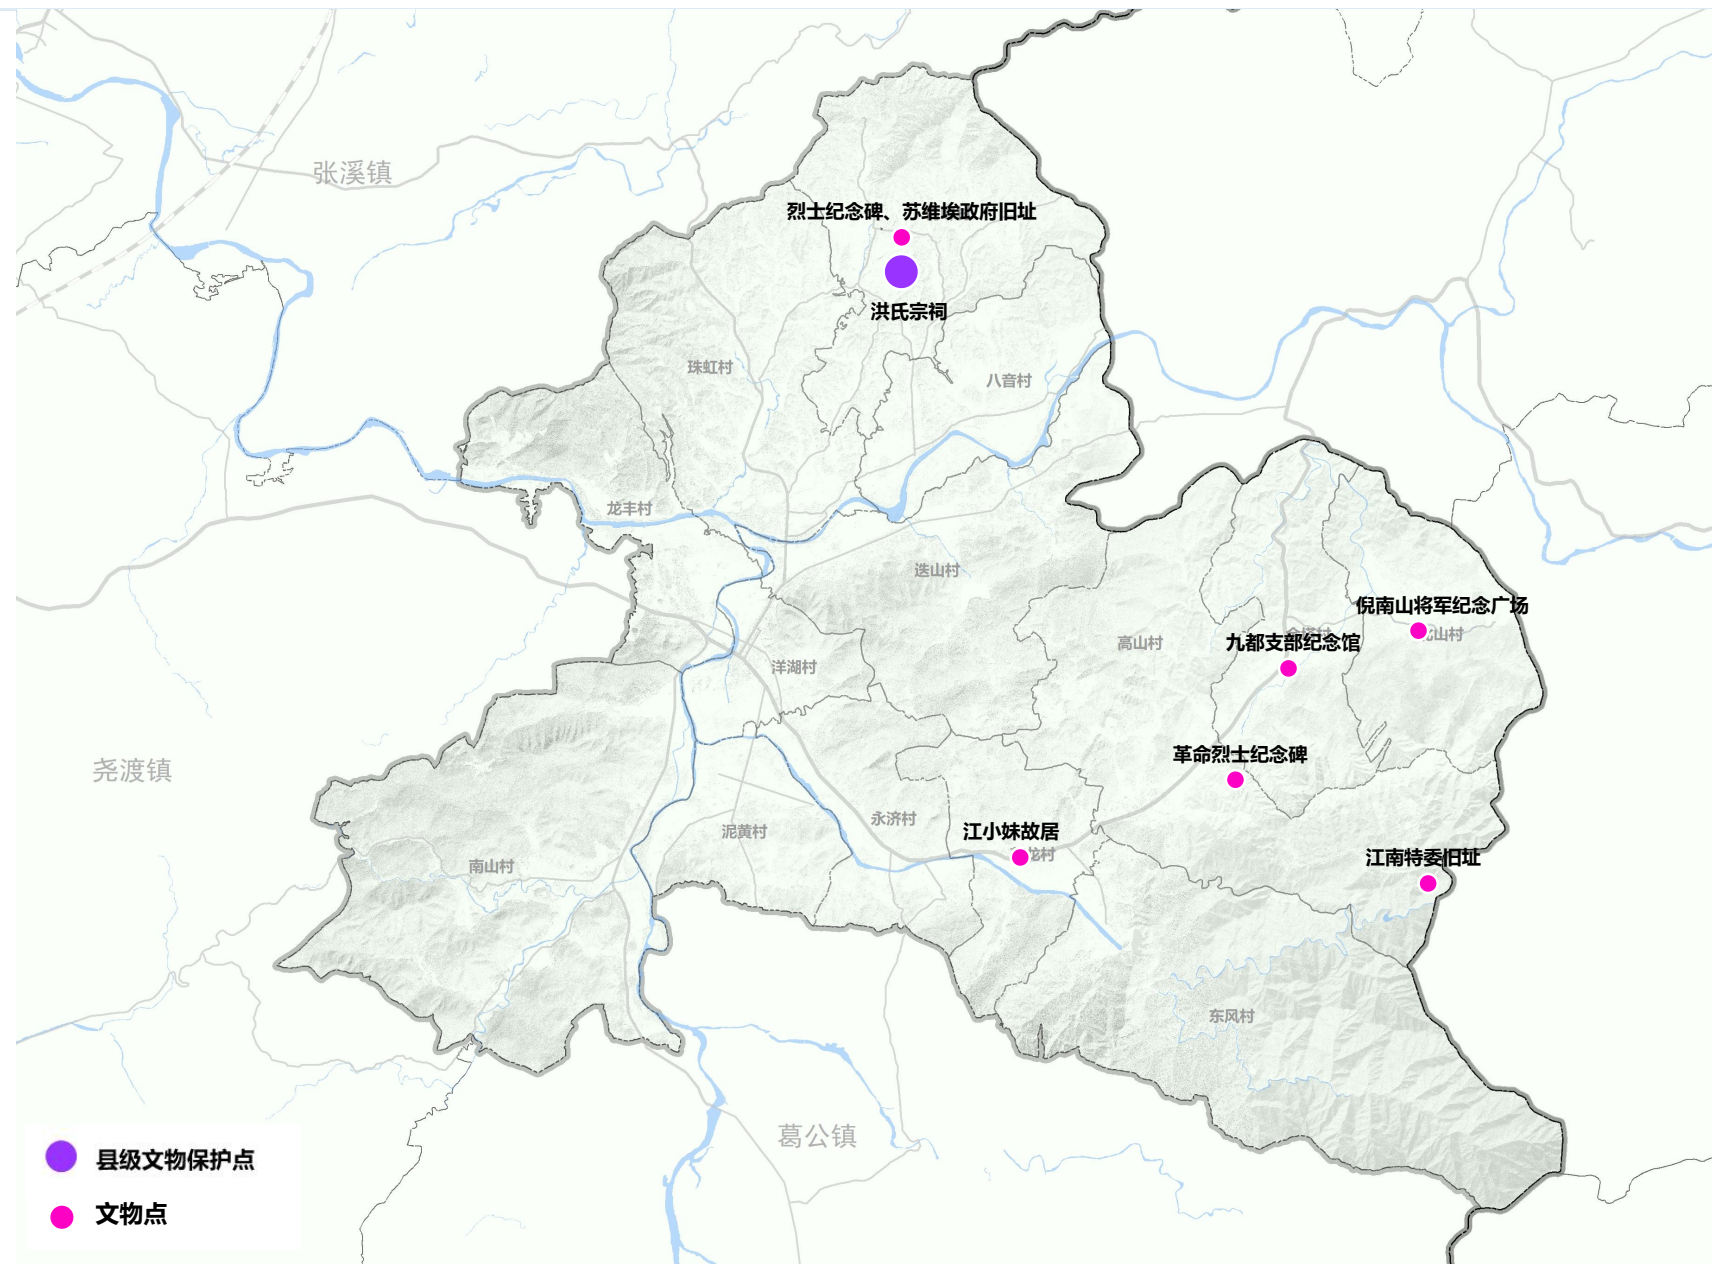 张溪镇
烈士纪念碑、苏维埃政府旧址
洪氏宗祠
珠虹村
八音村
龙丰村
迭山村
倪南山将军纪念广场
山村
高山村
九都支部纪念馆
洋湖村
革命烈士纪念碑
尧渡镇
永济村
泥黄村
江小妹故居
龙村
江南特委旧址
南山村
东风村
葛公镇
县级文物保护点
文物点